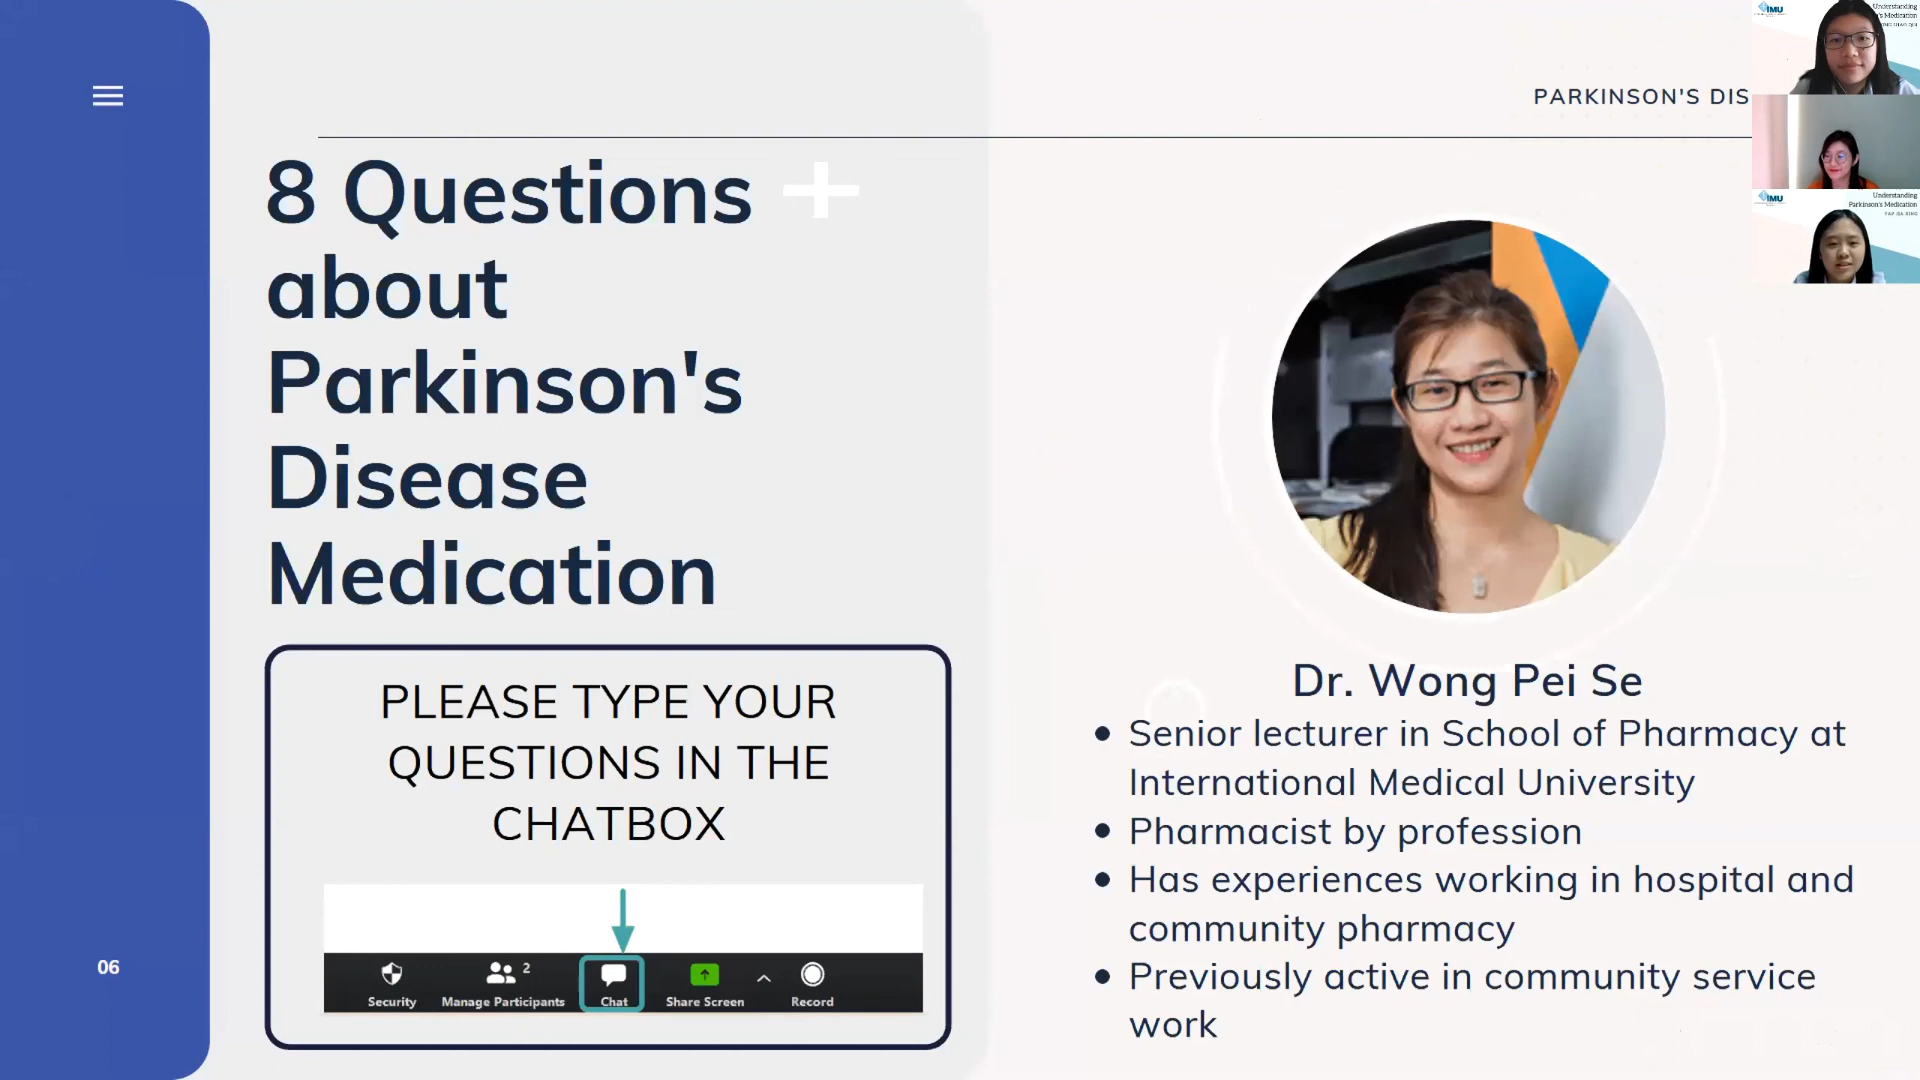 PARKINSON'S DIS
8 Questions
about
Parkinson's
Disease
Medication
PLEASE TYPE YOUR
QUESTIONS IN THE
CHATBOX
2
Security
Manage Participants
Chat
Share Screen
Record
06
Dr. Wong Pei Se
• Senior lecturer in School of Pharmacy at
International Medical University
• Pharmacist by profession
• Has experiences working in hospital and
community pharmacy
• Previously active in community service
work
IMU
Understanding
's Medication
IMU
Understanding
Parkinson's Medication